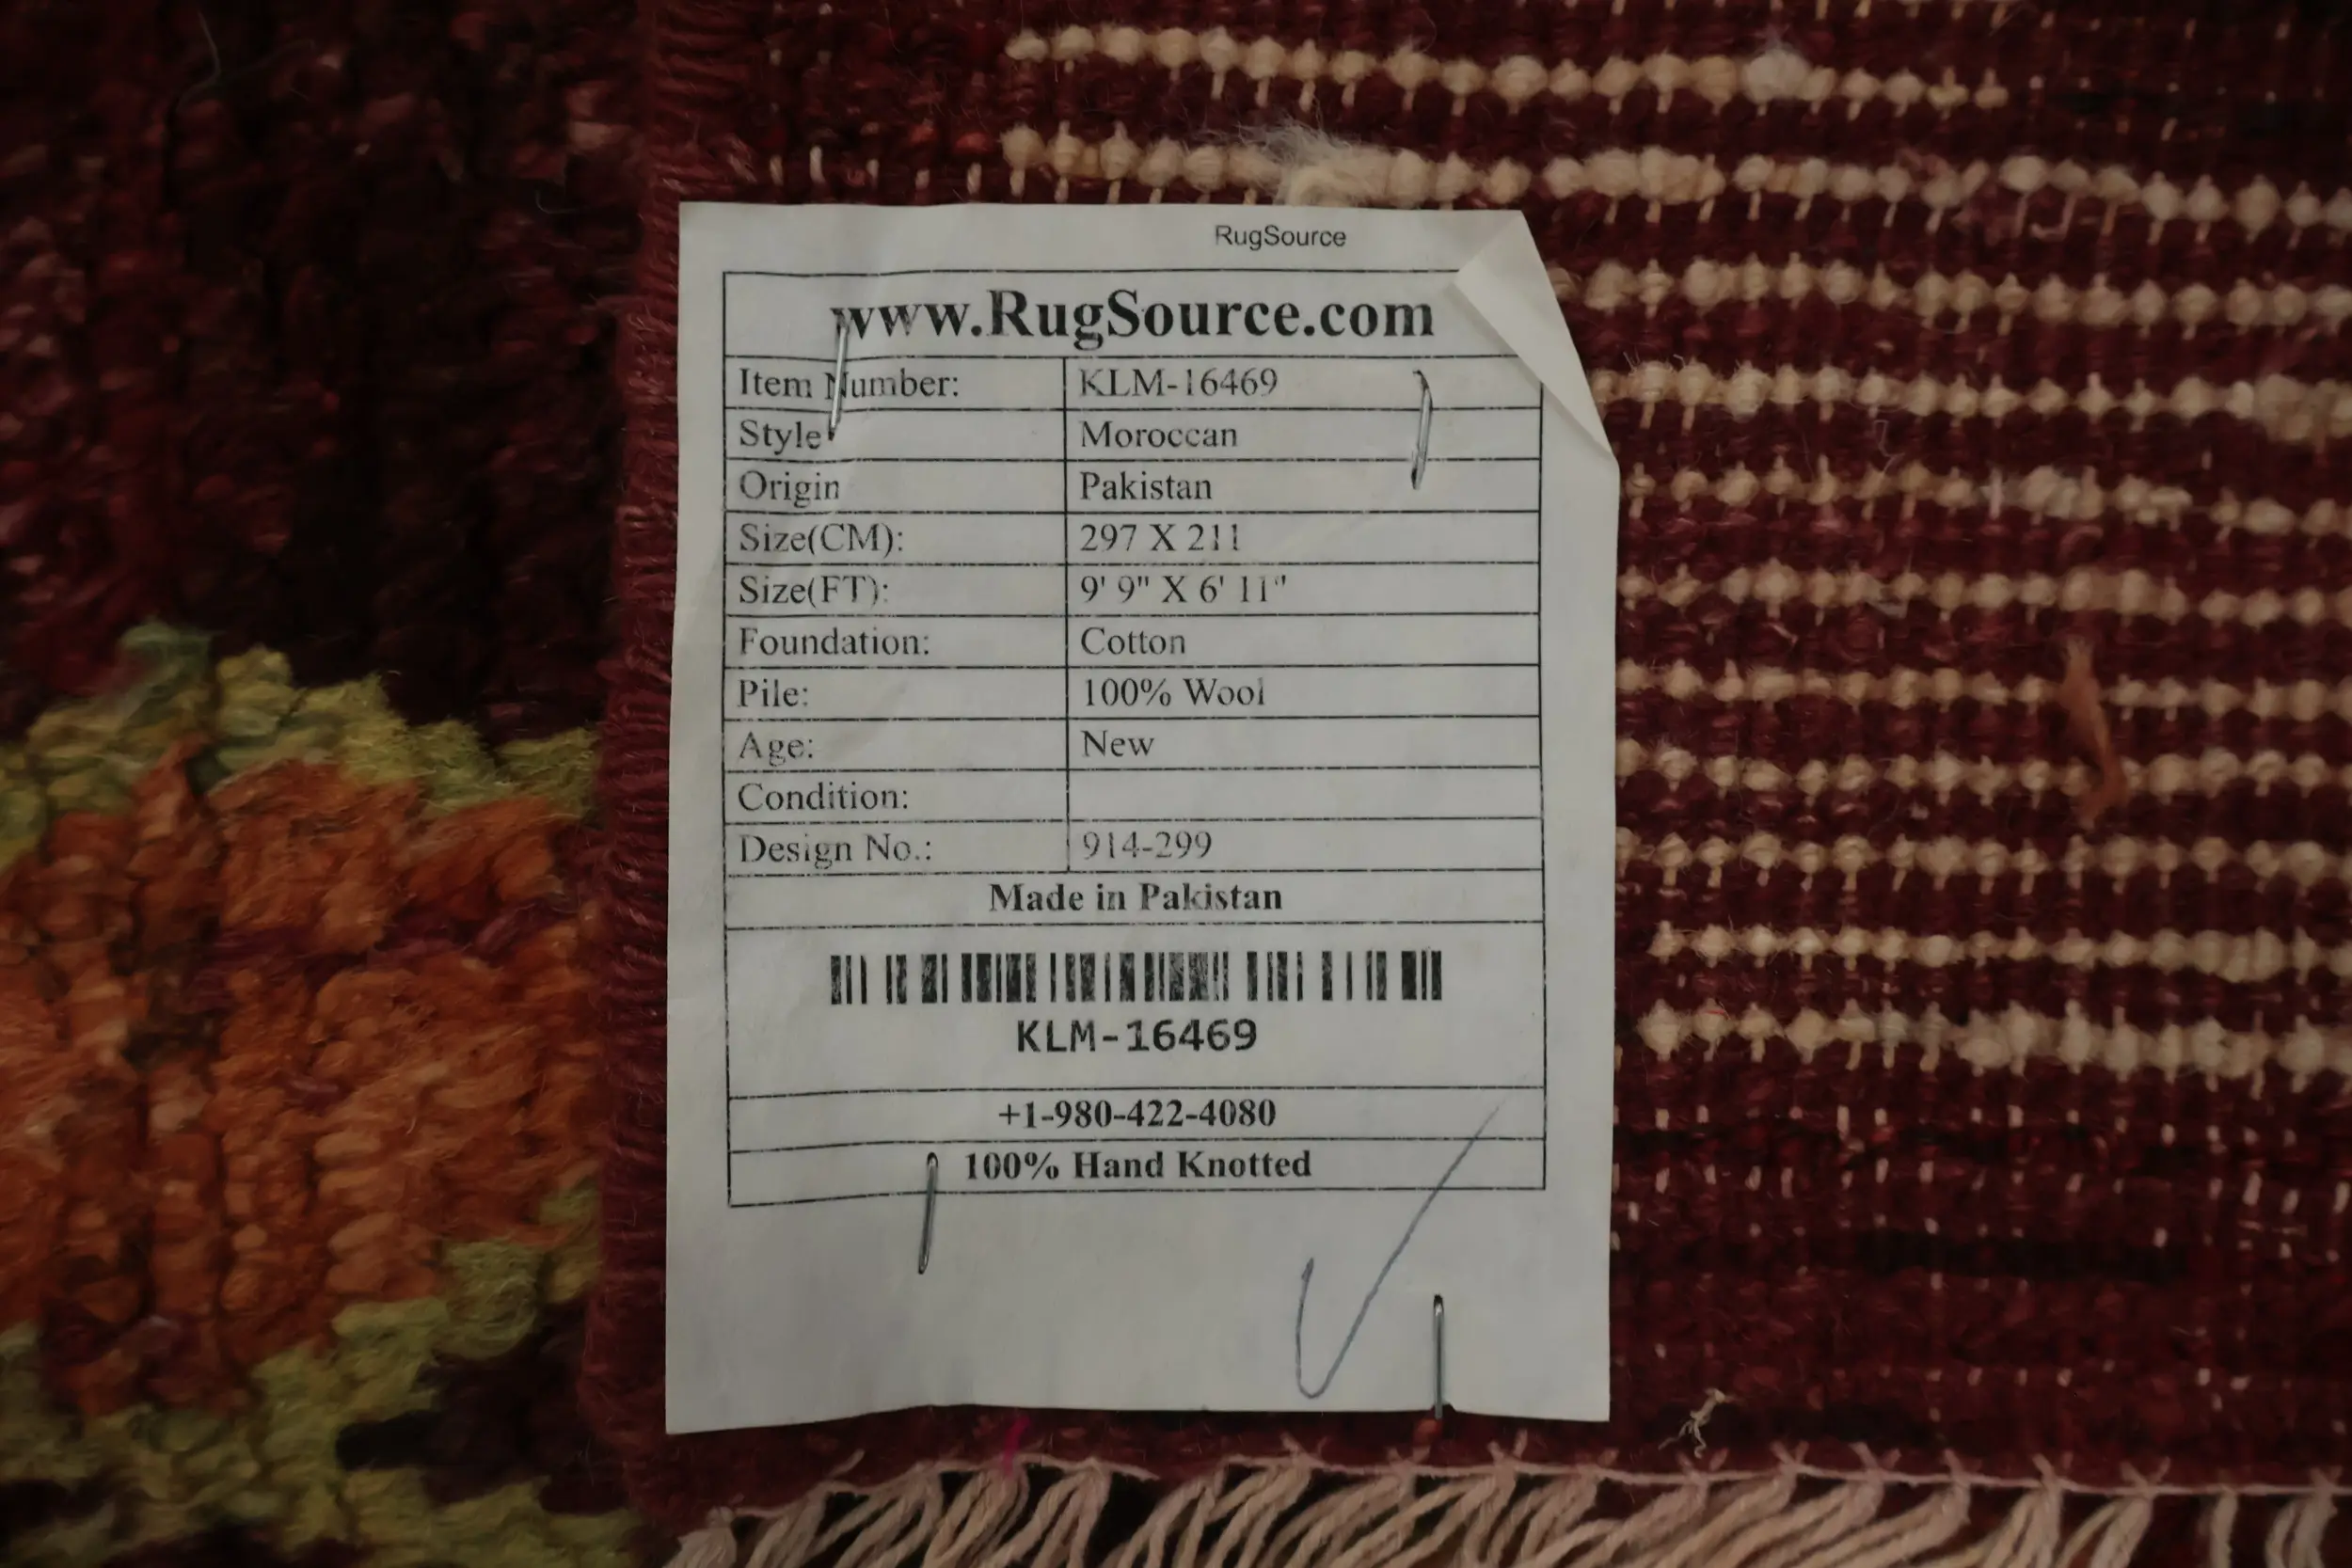 RugSource
www.RugSource.com
Item Number: KLM-16469
Style Moroccan
Origin Pakistan
Size(CM): 297 X 211
Size(FT): 9' 9" X 6' 11"
Foundation: Cotton
Pile: 100% Wool
Age: New
Condition:
Design No.: 914-299
Made in Pakistan
KLM-16469
+1-980-422-4080
100% Hand Knotted